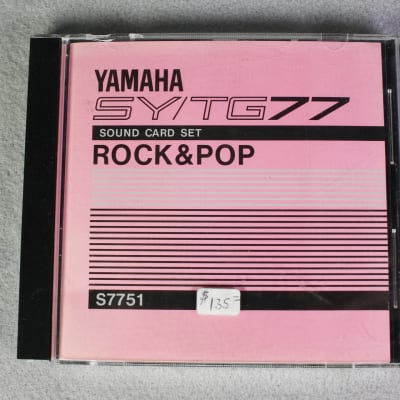 YAMAHA
SY/TG77
SOUND CARD SET
ROCK&POP
S7751
$135=